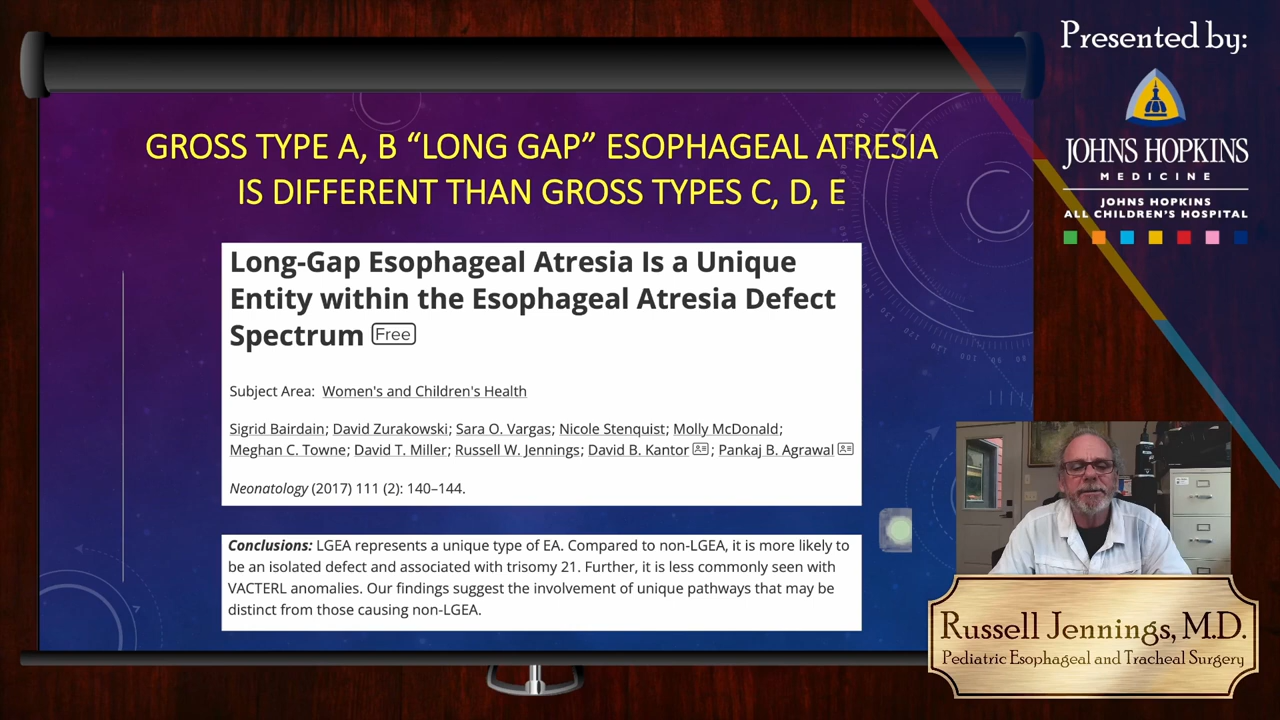 GROSS TYPE A, B “LONG GAP” ESOPHAGEAL ATRESIA
IS DIFFERENT THAN GROSS TYPES C, D, E
Long-Gap Esophageal Atresia Is a Unique
Entity within the Esophageal Atresia Defect
Spectrum Free
Subject Area: Women's and Children's Health
Sigrid Bairdain; David Zurakowski; Sara O. Vargas; Nicole Stenquist; Molly McDonald;
Meghan C. Towne; David T. Miller; Russell W. Jennings; David B. Kantor ; Pankaj B. Agrawal
Neonatology (2017) 111 (2): 140–144.
Conclusions: LGEA represents a unique type of EA. Compared to non-LGEA, it is more likely to
be an isolated defect and associated with trisomy 21. Further, it is less commonly seen with
VACTERL anomalies. Our findings suggest the involvement of unique pathways that may be
distinct from those causing non-LGEA.
Presented by:
JOHNS HOPKINS
MEDICINE
JOHNS HOPKINS
ALL CHILDREN'S HOSPITAL
Russell Jennings, M.D.
Pediatric Esophageal and Tracheal Surgery